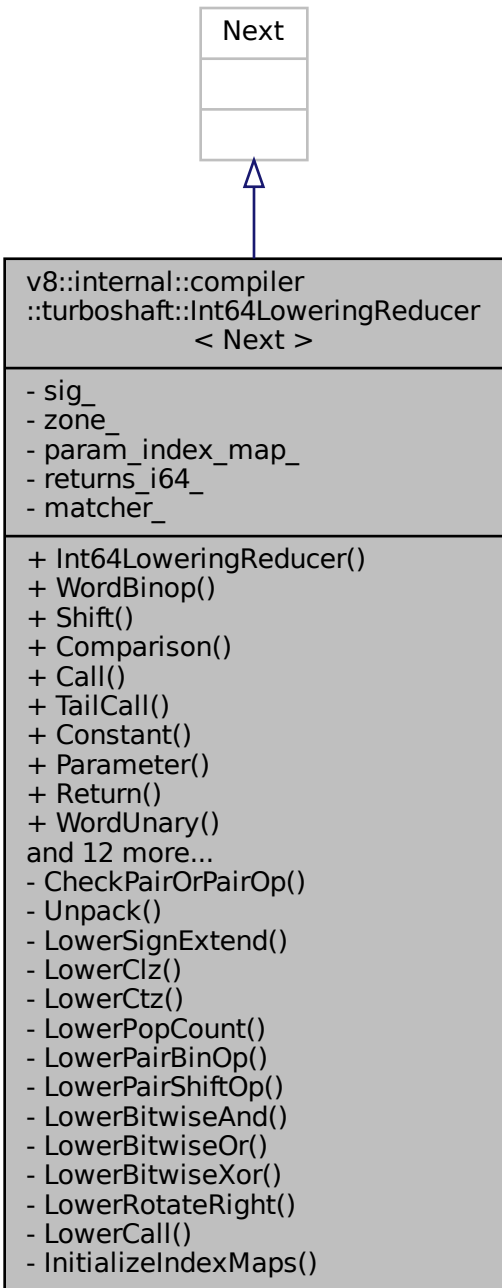 Next
v8::internal::compiler
::turboshaft::Int64LoweringReducer
< Next >
- sig_
- zone_
- param_index_map_
- returns_i64_
- matcher_
+ Int64LoweringReducer()
+ WordBinop()
+ Shift()
+ Comparison()
+ Call()
+ TailCall()
+ Constant()
+ Parameter()
+ Return()
+ WordUnary()
and 12 more...
- CheckPairOrPairOp()
- Unpack()
- LowerSignExtend()
- LowerClz()
- LowerCtz()
- LowerPopCount()
- LowerPairBinOp()
- LowerPairShiftOp()
- LowerBitwiseAnd()
- LowerBitwiseOr()
- LowerBitwiseXor()
- LowerRotateRight()
- LowerCall()
- InitializeIndexMaps()